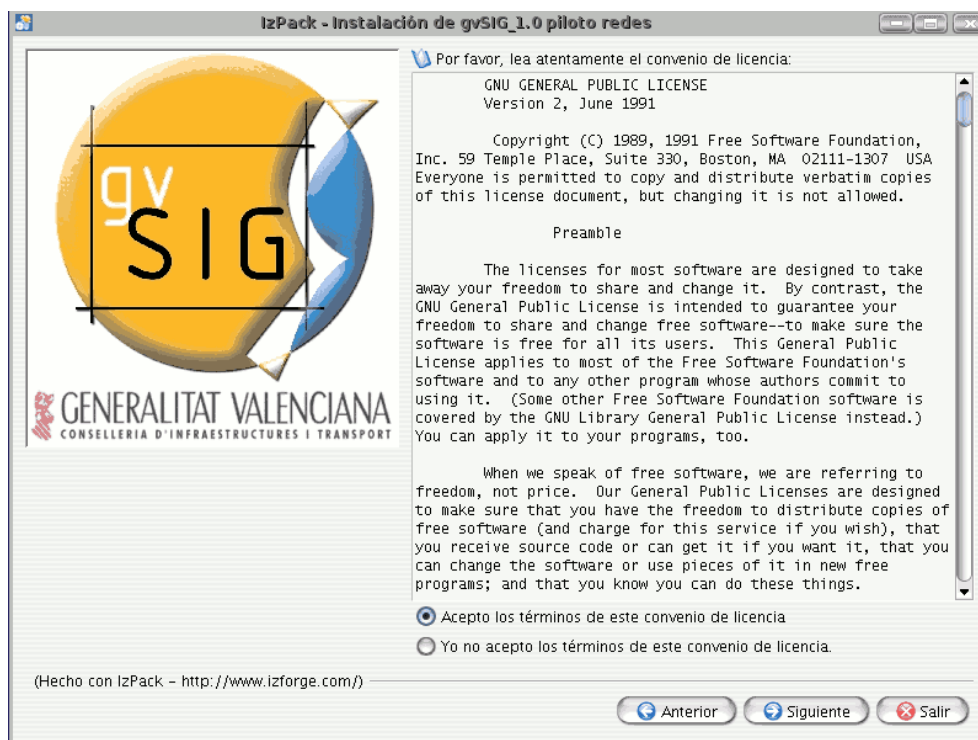 IzPack - Instalación de gvSIG_1.0 piloto redes
gv
SIG
GENERALITAT VALENCIANA
CONSELLERIA D'INFRAESTRUCTURES I TRANSPORT
Por favor, lea atentamente el convenio de licencia:
GNU GENERAL PUBLIC LICENSE
Version 2, June 1991
Copyright (C) 1989, 1991 Free Software Foundation,
Inc. 59 Temple Place, Suite 330, Boston, MA 02111-1307 USA
Everyone is permitted to copy and distribute verbatim copies
of this license document, but changing it is not allowed.
Preamble
The licenses for most software are designed to take
away your freedom to share and change it. By contrast, the
GNU General Public License is intended to guarantee your
freedom to share and change free software--to make sure the
software is free for all its users. This General Public
License applies to most of the Free Software Foundation's
software and to any other program whose authors commit to
using it. (Some other Free Software Foundation software is
covered by the GNU Library General Public License instead.)
You can apply it to your programs, too.
When we speak of free software, we are referring to
freedom, not price. Our General Public Licenses are designed
to make sure that you have the freedom to distribute copies of
free software (and charge for this service if you wish), that
you receive source code or can get it if you want it, that you
can change the software or use pieces of it in new free
programs; and that you know you can do these things.
Acepto los términos de este convenio de licencia
Yo no acepto los términos de este convenio de licencia.
(Hecho con IzPack - http://www.izforge.com/)
Anterior
Siguiente
Salir